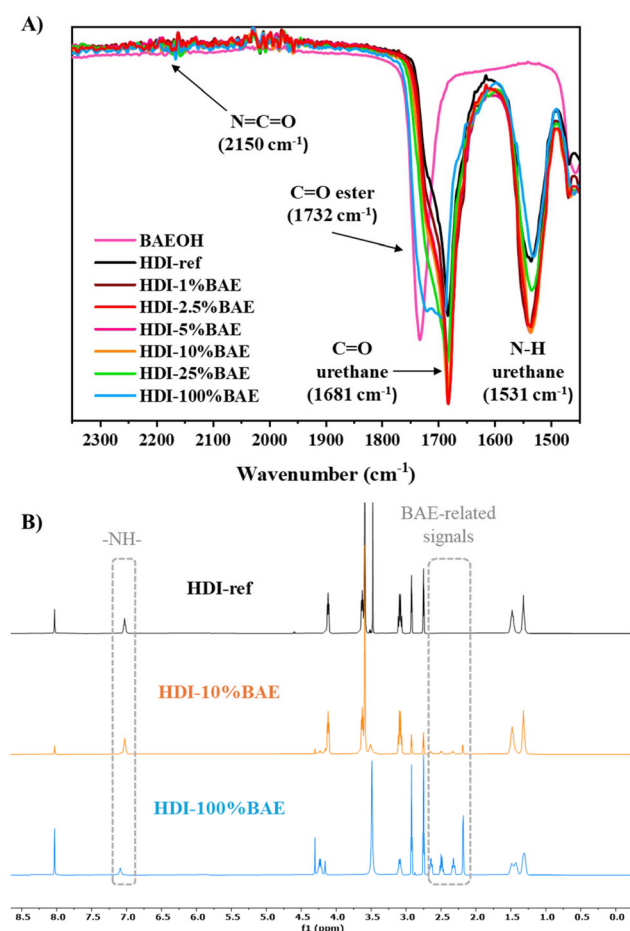 A)
N=C=O
(2150 cm⁻¹)
C=O ester
(1732 cm⁻¹)
BAEOH
HDI-ref
HDI-1%BAE
HDI-2.5%BAE
HDI-5%BAE
HDI-10%BAE
HDI-25%BAE
HDI-100%BAE
C=O
urethane
(1681 cm⁻¹)
N-H
urethane
(1531 cm⁻¹)
2300 2200 2100 2000 1900 1800 1700 1600 1500
Wavenumber (cm⁻¹)
B)
-NH-
BAE-related
signals
HDI-ref
HDI-10%BAE
HDI-100%BAE
8.5 8.0 7.5 7.0 6.5 6.0 5.5 5.0 4.5 4.0 3.5 3.0 2.5 2.0 1.5 1.0 0.5
f1 (ppm)